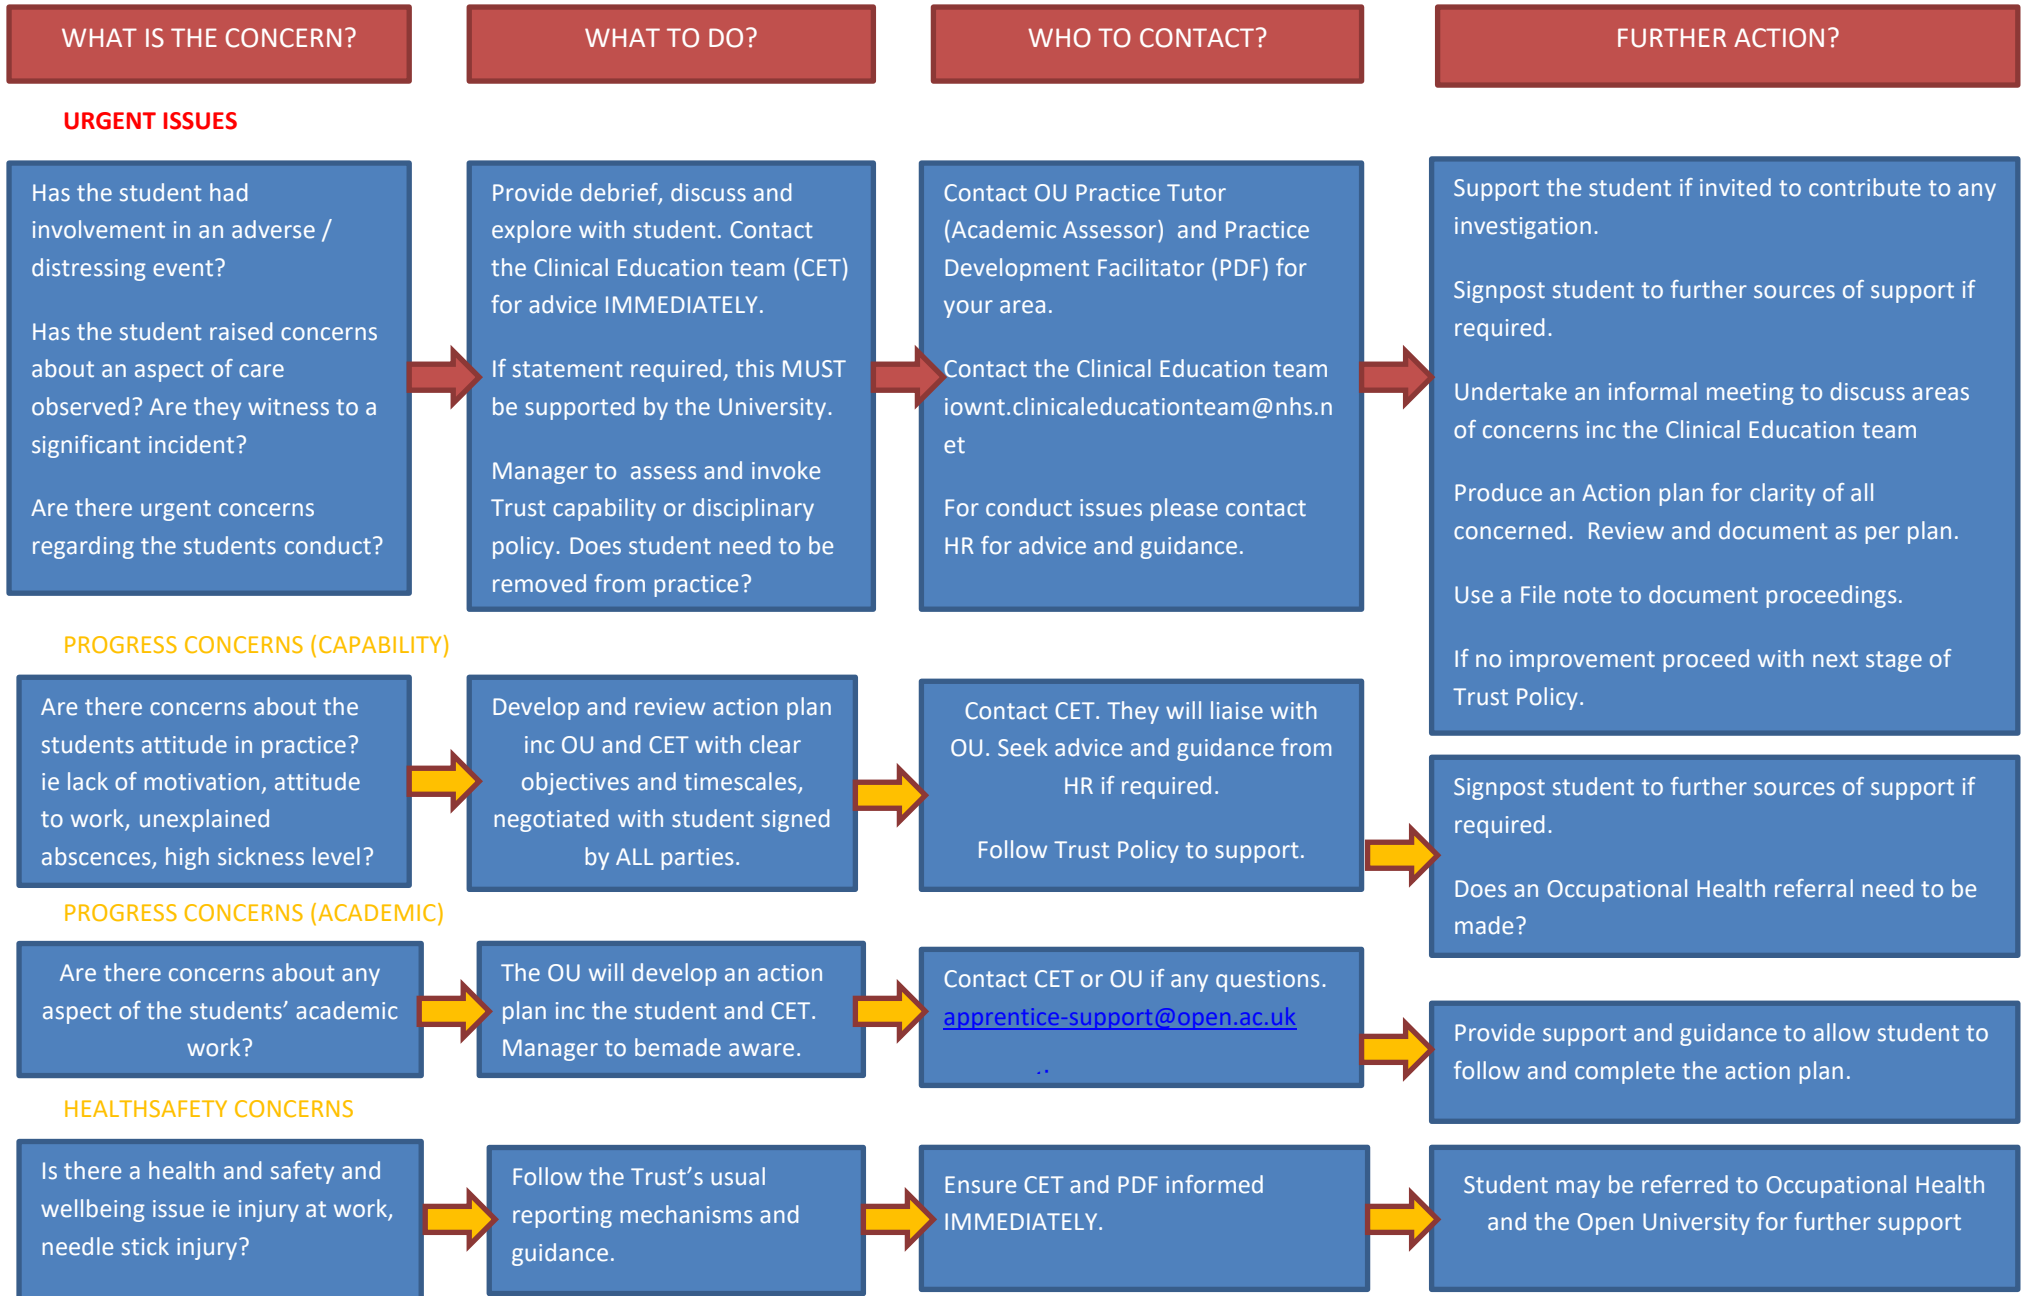 WHAT IS THE CONCERN?
WHAT TO DO?
WHO TO CONTACT?
FURTHER ACTION?
URGENT ISSUES
Has the student had
involvement in an adverse /
distressing event?
Has the student raised concerns
about an aspect of care
observed? Are they witness to a
significant incident?
Are there urgent concerns
regarding the students conduct?
Provide debrief, discuss and
explore with student. Contact
the Clinical Education team (CET)
for advice IMMEDIATELY.
If statement required, this MUST
be supported by the University.
Manager to assess and invoke
Trust capability or disciplinary
policy. Does student need to be
removed from practice?
Contact OU Practice Tutor
(Academic Assessor) and Practice
Development Facilitator (PDF) for
your area.
Contact the Clinical Education team
iownt.clinicaleducationteam@nhs.n
et
For conduct issues please contact
HR for advice and guidance.
Support the student if invited to contribute to any
investigation.
Signpost student to further sources of support if
required.
Undertake an informal meeting to discuss areas
of concerns inc the Clinical Education team
Produce an Action plan for clarity of all
concerned. Review and document as per plan.
Use a File note to document proceedings.
If no improvement proceed with next stage of
Trust Policy.
PROGRESS CONCERNS (CAPABILITY)
Are there concerns about the
students attitude in practice?
ie lack of motivation, attitude
to work, unexplained
abscences, high sickness level?
Develop and review action plan
inc OU and CET with clear
objectives and timescales,
negotiated with student signed
by ALL parties.
Contact CET. They will liaise with
OU. Seek advice and guidance from
HR if required.
Follow Trust Policy to support.
Signpost student to further sources of support if
required.
Does an Occupational Health referral need to be
made?
PROGRESS CONCERNS (ACADEMIC)
Are there concerns about any
aspect of the students’ academic
work?
The OU will develop an action
plan inc the student and CET.
Manager to bemade aware.
Contact CET or OU if any questions.
apprentice-support@open.ac.uk
Provide support and guidance to allow student to
follow and complete the action plan.
HEALTHSAFETY CONCERNS
Is there a health and safety and
wellbeing issue ie injury at work,
needle stick injury?
Follow the Trust’s usual
reporting mechanisms and
guidance.
Ensure CET and PDF informed
IMMEDIATELY.
Student may be referred to Occupational Health
and the Open University for further support